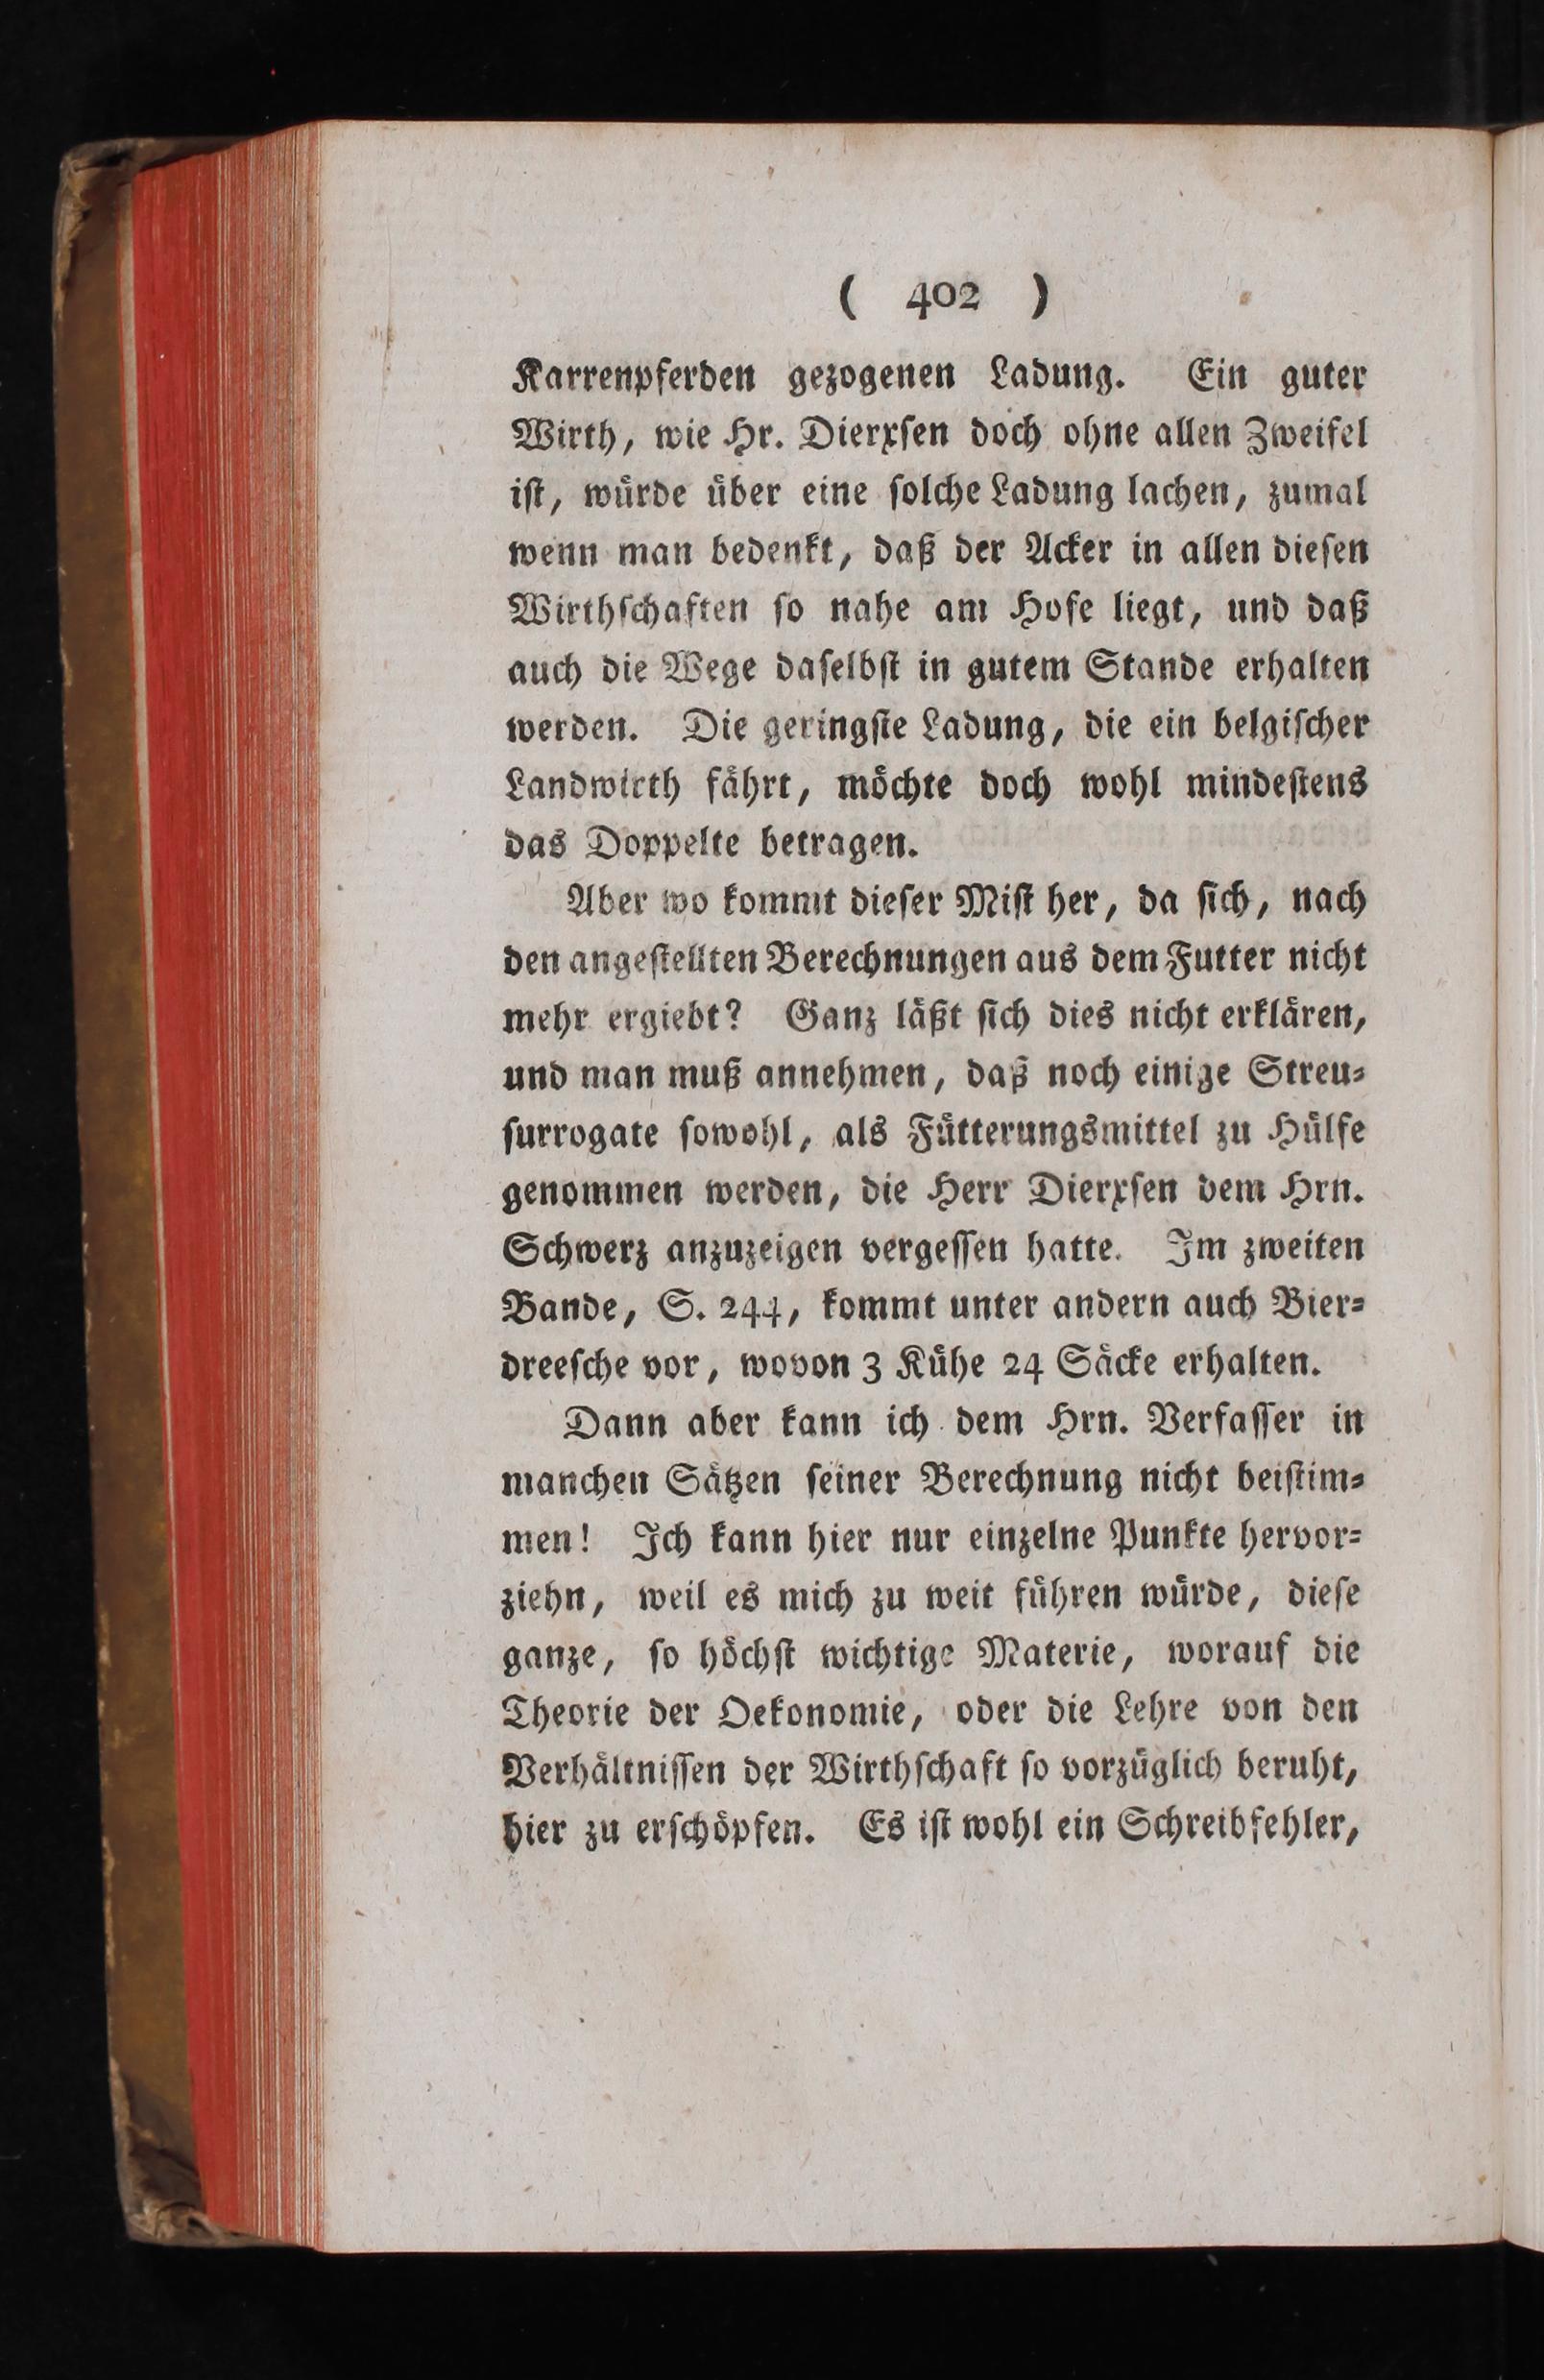 ( 402 )
Karrenpferden gezogenen Ladung. Ein guter
Wirth, wie Hr. Dierxſen doch ohne allen Zweifel
iſt, würde über eine ſolche Ladung lachen, zumal
wenn man bedenkt, daß der Acker in allen dieſen
Wirthſchaften ſo nahe am Hofe liegt, und daß
auch die Wege daſelbſt in gutem Stande erhalten
werden. Die geringſte Ladung, die ein belgiſcher
Landwirth fährt, möchte doch wohl mindeſtens
das Doppelte betragen.
Aber wo kommt dieſer Miſt her, da ſich, nach
den angeſtellten Berechnungen aus dem Futter nicht
mehr ergiebt? Ganz läßt ſich dies nicht erklären,
und man muß annehmen, daß noch einige Streu⸗
ſurrogate ſowohl, als Fütterungsmittel zu Hülfe
genommen werden, die Herr Dierxſen dem Hrn.
Schwerz anzuzeigen vergeſſen hatte. Im zweiten
Bande, S. 244, kommt unter andern auch Bier⸗
dreeſche vor, wovon 3 Kühe 24 Säcke erhalten.
Dann aber kann ich dem Hrn. Verfaſſer in
manchen Sätzen ſeiner Berechnung nicht beiſtim⸗
men! Ich kann hier nur einzelne Punkte hervor⸗
ziehn, weil es mich zu weit führen würde, dieſe
ganze, ſo höchſt wichtige Materie, worauf die
Theorie der Oekonomie, oder die Lehre von den
Verhältniſſen der Wirthſchaft ſo vorzüglich beruht,
hier zu erſchöpfen. Es iſt wohl ein Schreibfehler,